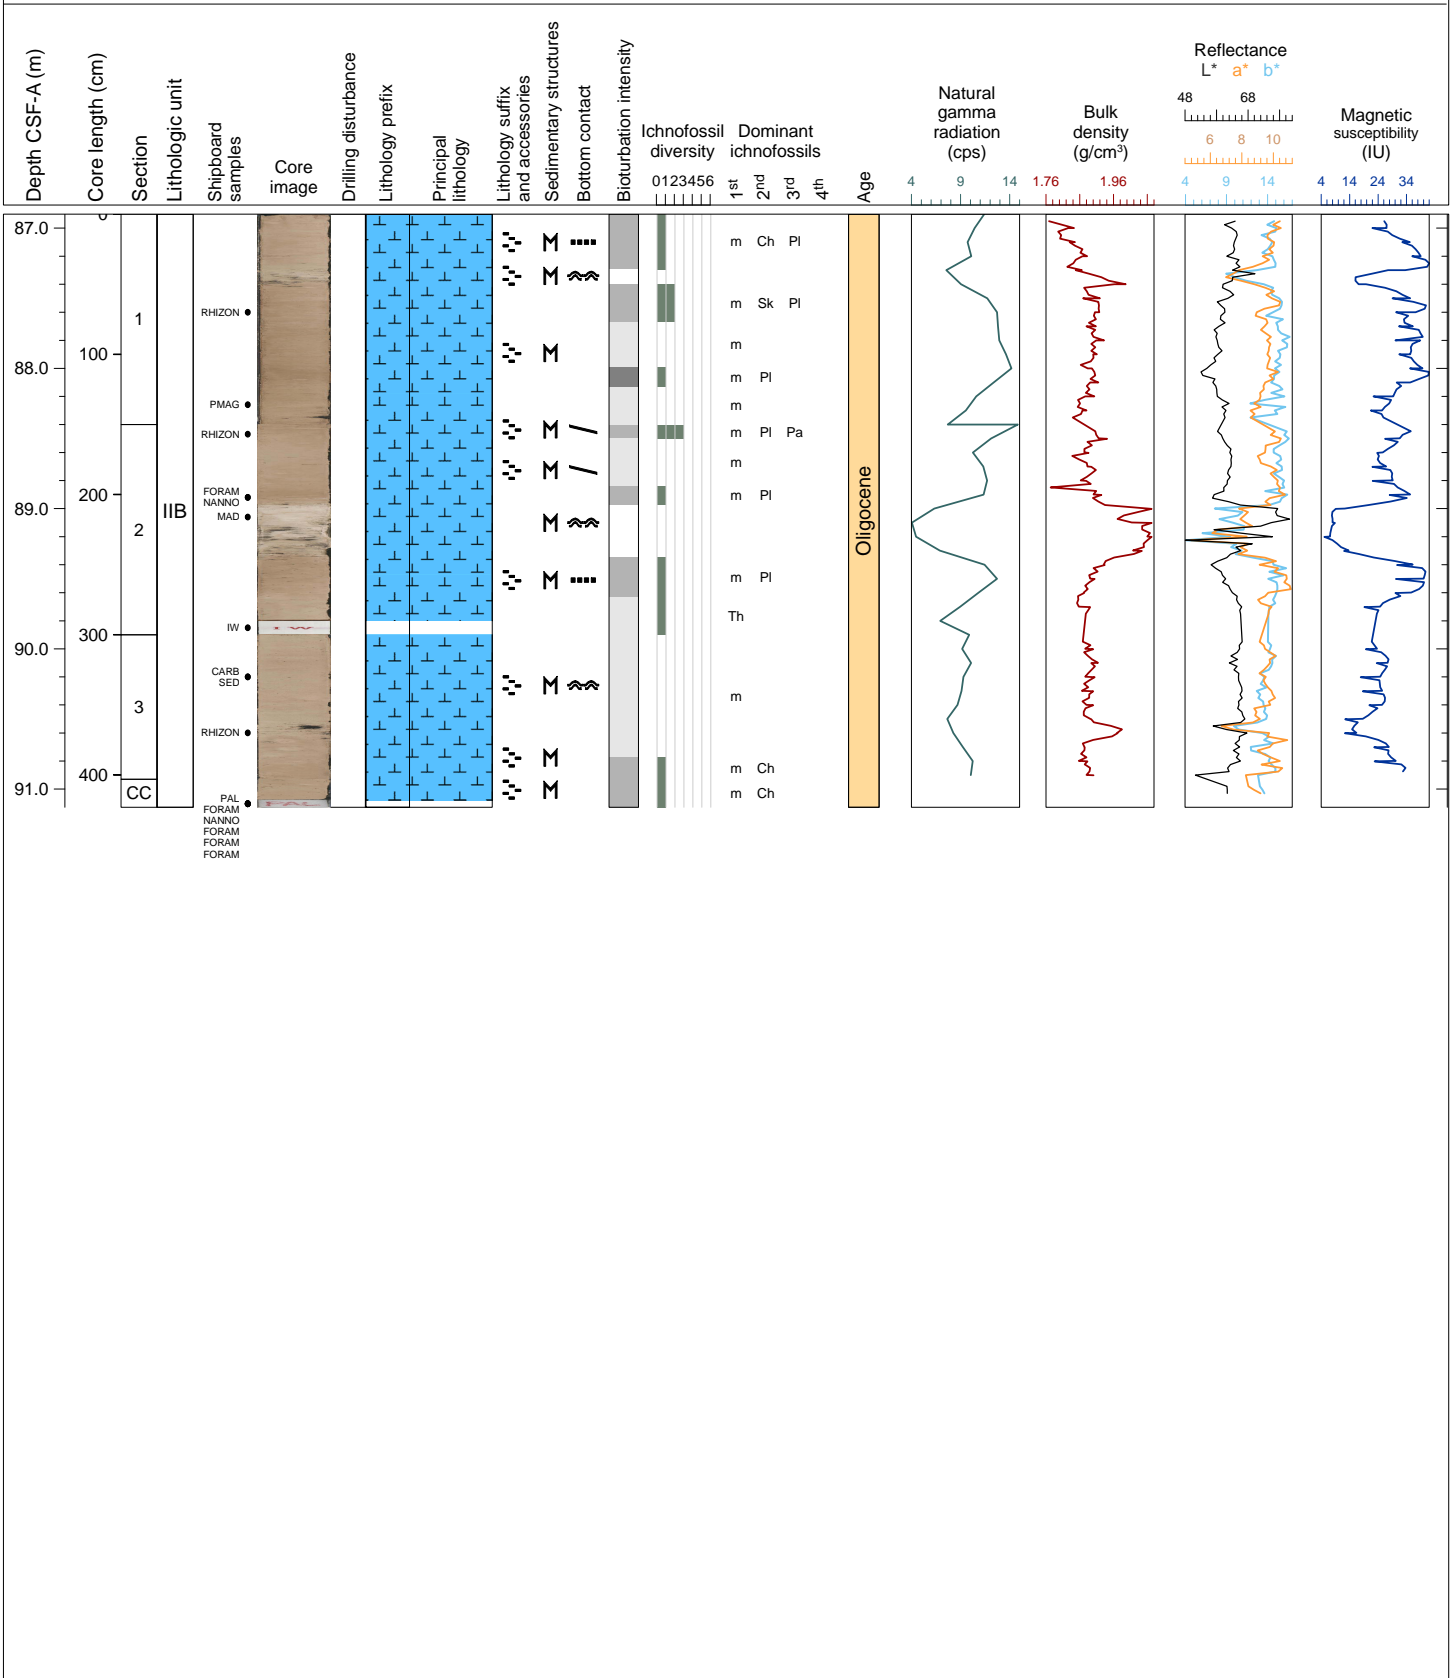 Depth CSF-A (m)
Core length (cm)
Section
Lithologic unit
Shipboard
samples
Core
image
Drilling disturbance
Lithology prefix
Principal
lithology
Lithology suffix
and accessories
Sedimentary structures
Bottom contact
Bioturbation intensity
Ichnofossil
diversity
0123456
Dominant
ichnofossils
1st 2nd 3rd 4th
Age
Natural
gamma
radiation
(cps)
4 9 14
Bulk
density
(g/cm³)
1.76 1.96
Reflectance
L* a* b*
48 68
6 8 10
4 9 14
Magnetic
susceptibility
(IU)
4 14 24 34
87.0
88.0
89.0
90.0
91.0
0
100
200
300
400
1
2
3
CC
IIB
RHIZON
PMAG
RHIZON
FORAM
NANNO
MAD
IW
CARB
SED
RHIZON
PAL
FORAM
NANNO
FORAM
FORAM
FORAM
IW
PAL
m Ch Pl
m Sk Pl
m
m Pl
m
m Pl Pa
m
m Pl
m Pl
Th
m
m Ch
m Ch
Oligocene